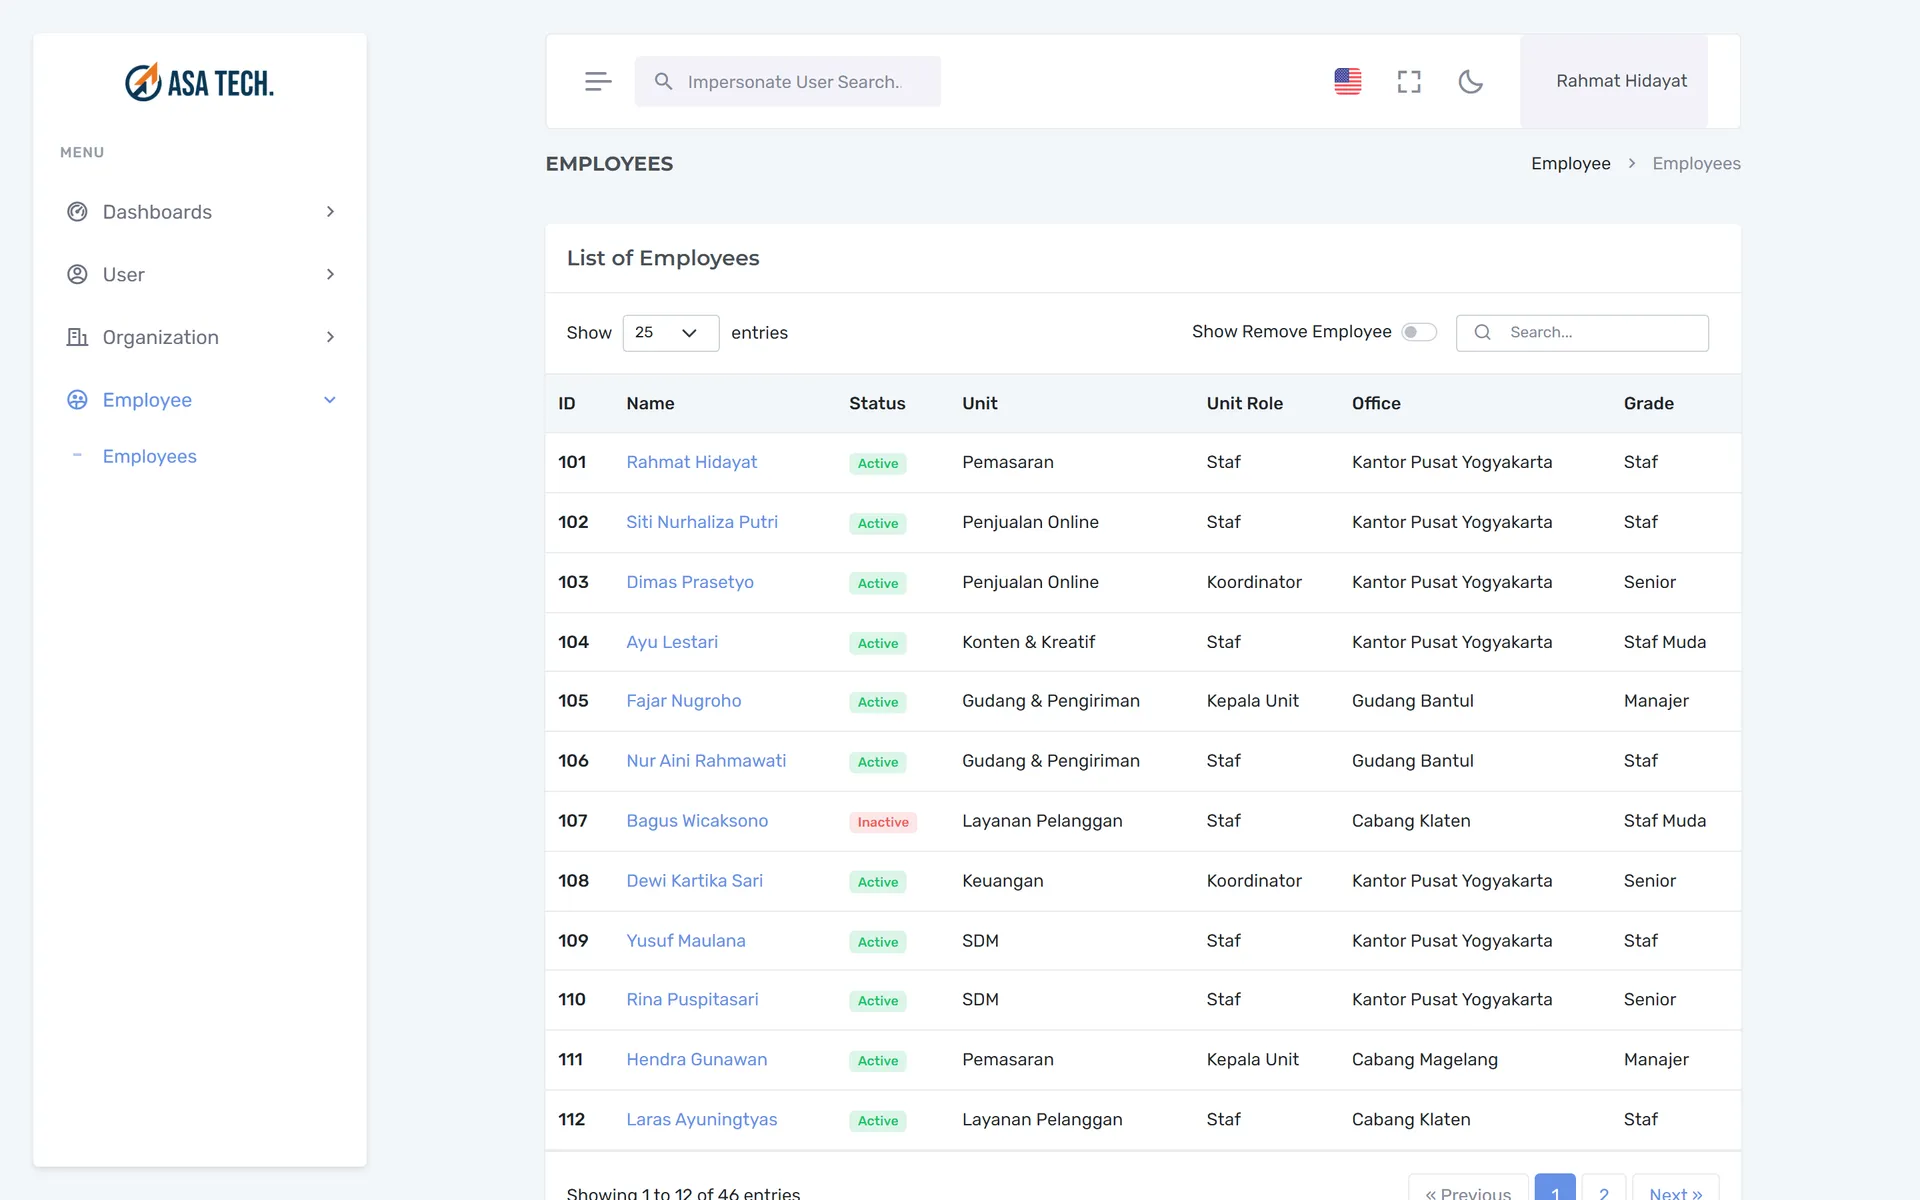 ASA TECH.
MENU
Dashboards
User
Organization
Employee
Employees
Impersonate User Search..
Rahmat Hidayat
EMPLOYEES
Employee > Employees
List of Employees
Show 25 entries
Show Remove Employee Search...
ID Name Status Unit Unit Role Office Grade
101 Rahmat Hidayat Active Pemasaran Staf Kantor Pusat Yogyakarta Staf
102 Siti Nurhaliza Putri Active Penjualan Online Staf Kantor Pusat Yogyakarta Staf
103 Dimas Prasetyo Active Penjualan Online Koordinator Kantor Pusat Yogyakarta Senior
104 Ayu Lestari Active Konten & Kreatif Staf Kantor Pusat Yogyakarta Staf Muda
105 Fajar Nugroho Active Gudang & Pengiriman Kepala Unit Gudang Bantul Manajer
106 Nur Aini Rahmawati Active Gudang & Pengiriman Staf Gudang Bantul Staf
107 Bagus Wicaksono Inactive Layanan Pelanggan Staf Cabang Klaten Staf Muda
108 Dewi Kartika Sari Active Keuangan Koordinator Kantor Pusat Yogyakarta Senior
109 Yusuf Maulana Active SDM Staf Kantor Pusat Yogyakarta Staf
110 Rina Puspitasari Active SDM Staf Kantor Pusat Yogyakarta Senior
111 Hendra Gunawan Active Pemasaran Kepala Unit Cabang Magelang Manajer
112 Laras Ayuningtyas Active Layanan Pelanggan Staf Cabang Klaten Staf
Showing 1 to 12 of 46 entries
« Previous 1 2 Next »